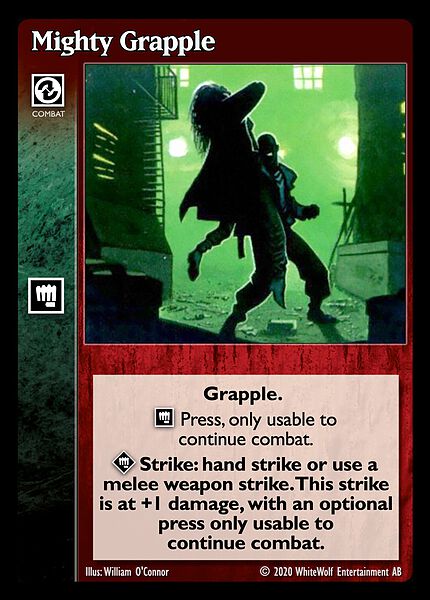 Mighty Grapple
COMBAT
Grapple.
Press, only usable to
continue combat.
Strike: hand strike or use a
melee weapon strike. This strike
is at +1 damage, with an optional
press only usable to
continue combat.
Illus: William O'Connor © 2020 WhiteWolf Entertainment AB